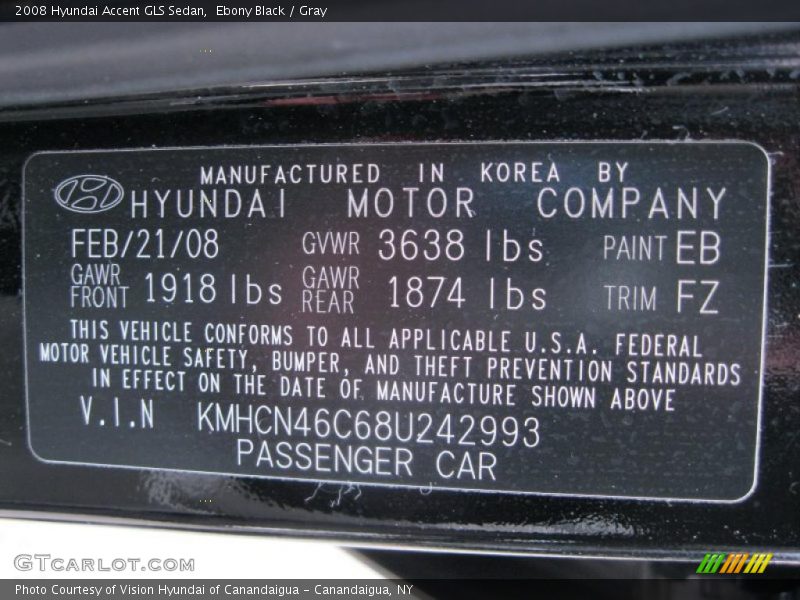 2008 Hyundai Accent GLS Sedan,  Ebony Black / Gray
MANUFACTURED IN KOREA BY
HYUNDAI MOTOR COMPANY
FEB/21/08 GVWR 3638 lbs PAINT EB
GAWR FRONT 1918 lbs GAWR REAR 1874 lbs TRIM FZ
THIS VEHICLE CONFORMS TO ALL APPLICABLE U.S.A. FEDERAL
MOTOR VEHICLE SAFETY, BUMPER, AND THEFT PREVENTION STANDARDS
IN EFFECT ON THE DATE OF MANUFACTURE SHOWN ABOVE
V.I.N KMHCN46C68U242993
PASSENGER CAR
GTCARLOT.COM
Photo Courtesy of Vision Hyundai of Canandaigua - Canandaigua, NY